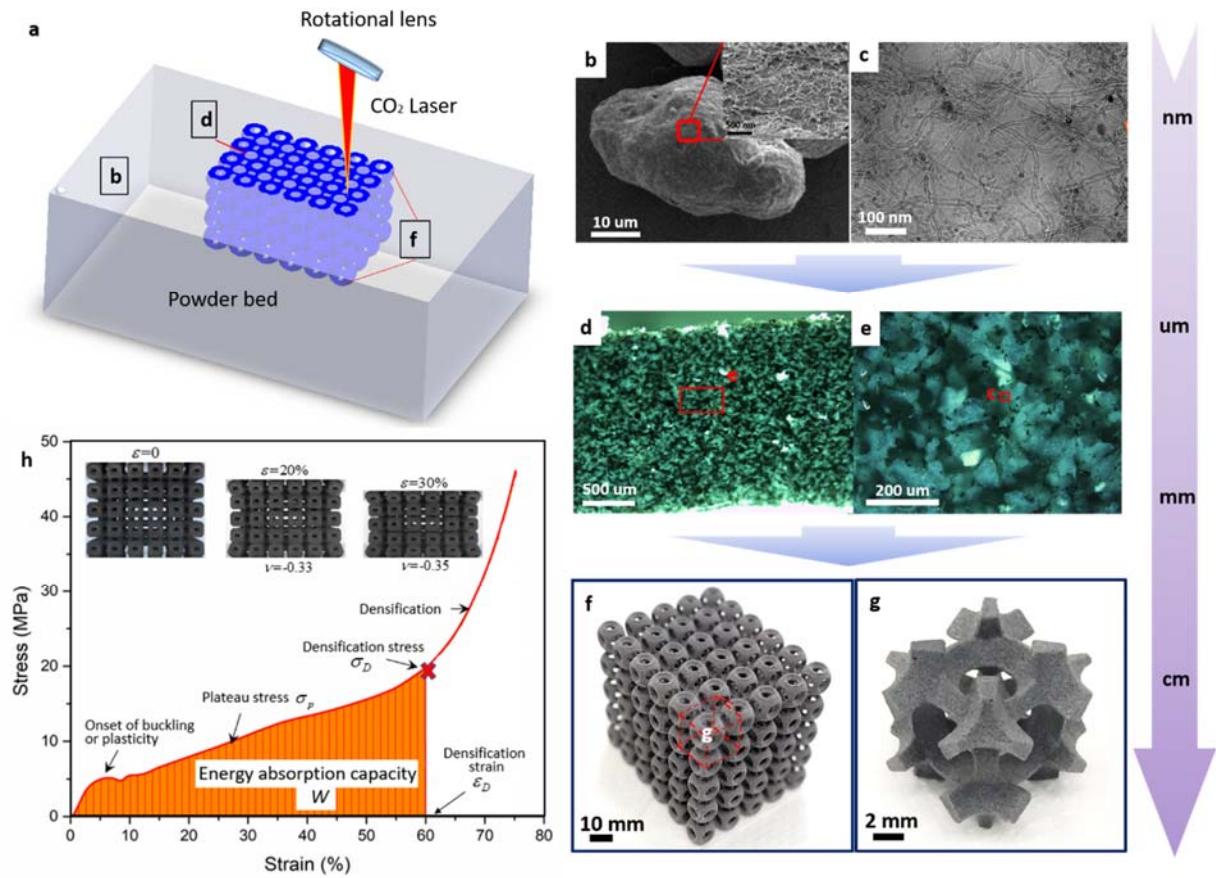 a
Rotational lens
CO₂ Laser
d
b
f
Powder bed
b
500 nm
10 um
c
100 nm
nm
um
mm
cm
d
e
500 um
e
c
200 um
f
g
10 mm
g
2 mm
h
Stress (MPa)
50
40
30
20
10
0
ε=0
ε=20%
ε=30%
ν=-0.33
ν=-0.35
Densification
Densification stress
σ_D
Plateau stress σ_p
Onset of buckling
or plasticity
Energy absorption capacity
W
Densification
strain
ε_D
0
10
20
30
40
50
60
70
80
Strain (%)